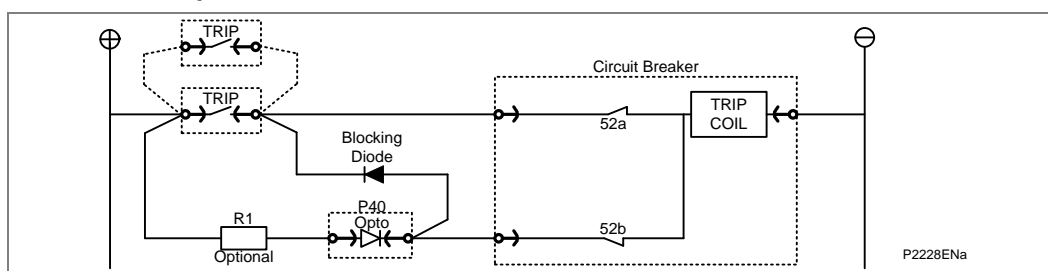 TRIP
TRIP
Circuit Breaker
TRIP
COIL
52a
Blocking
Diode
P40
Opto
R1
Optional
52b
P2228ENa